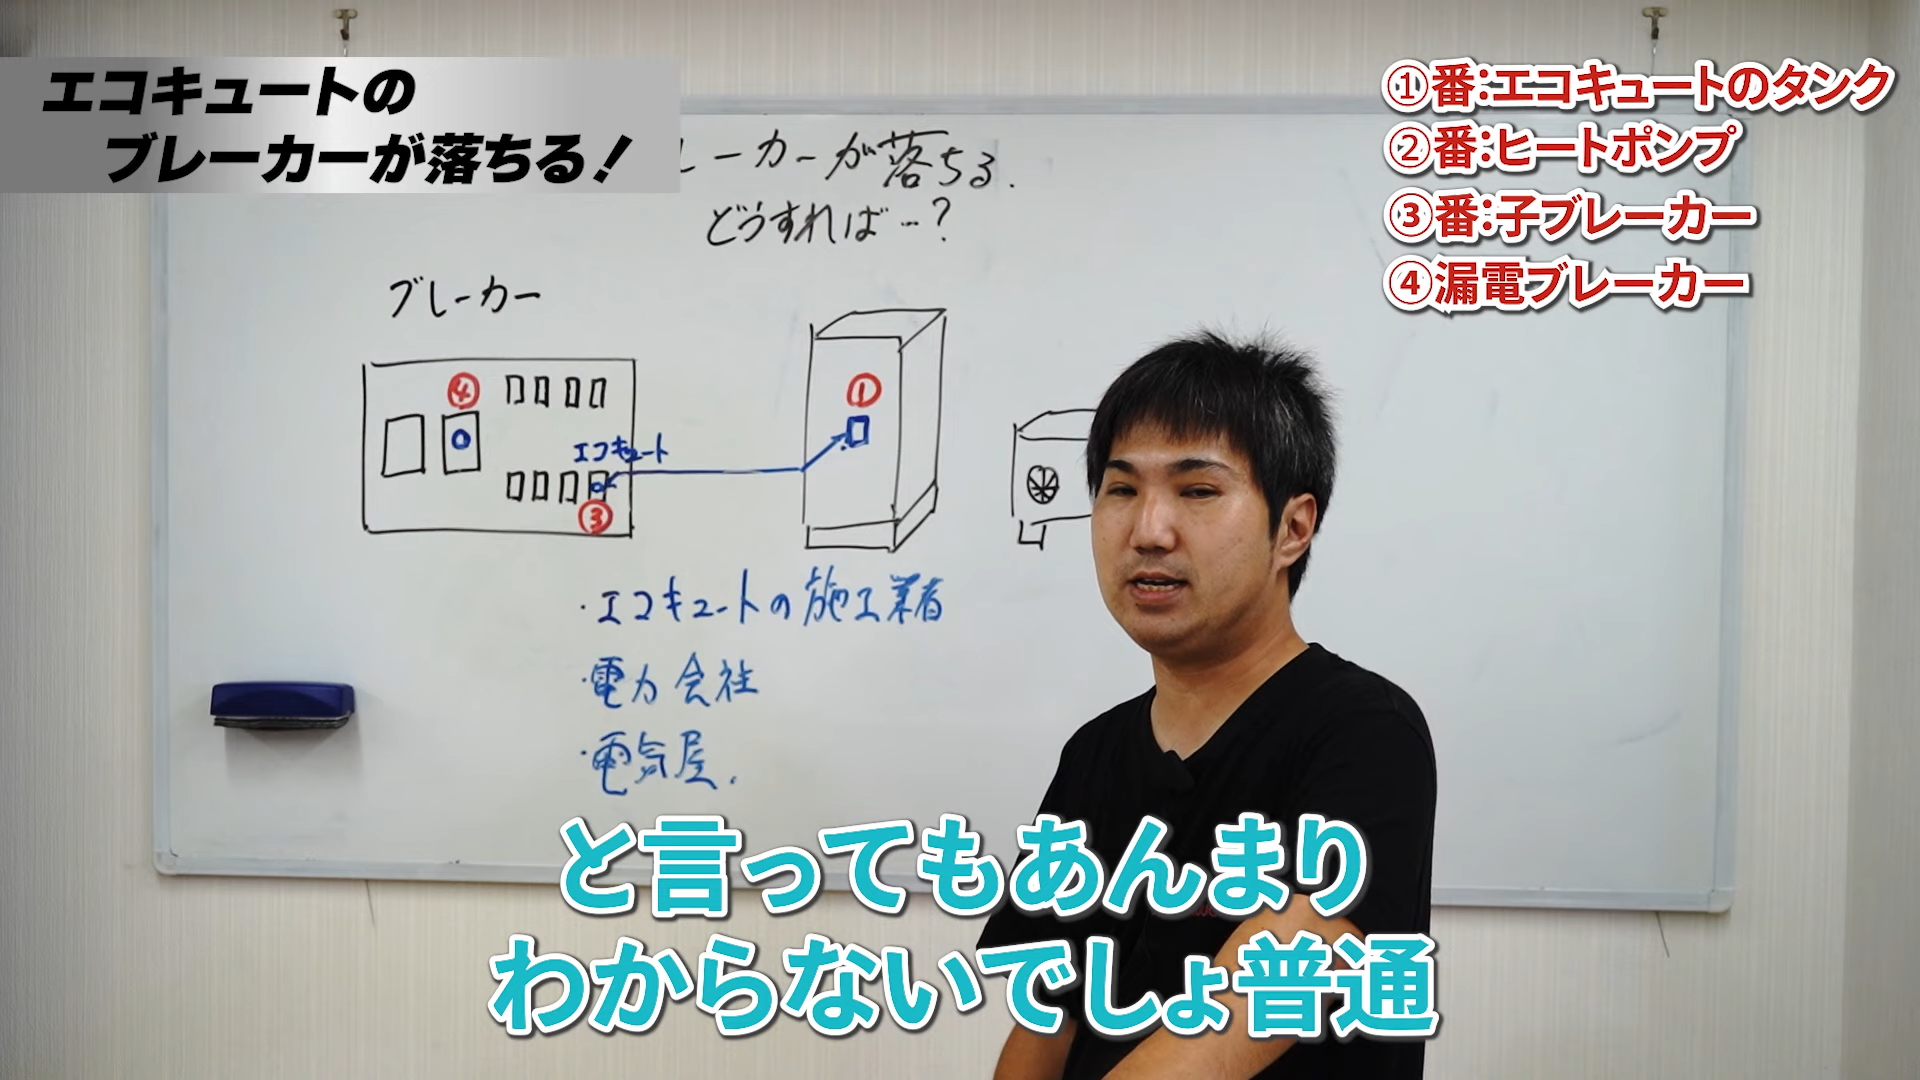 エコキュートの
ブレーカーが落ちる！
①番：エコキュートのタンク
②番：ヒートポンプ
③番：子ブレーカー
④漏電ブレーカー
レーカーが落ちる.
どうすれば…?
ブレーカー
④
①
エコキュート
③
・エコキュートの施工業者
・電力会社
・電気屋.
と言ってもあんまり
わからないでしょ普通